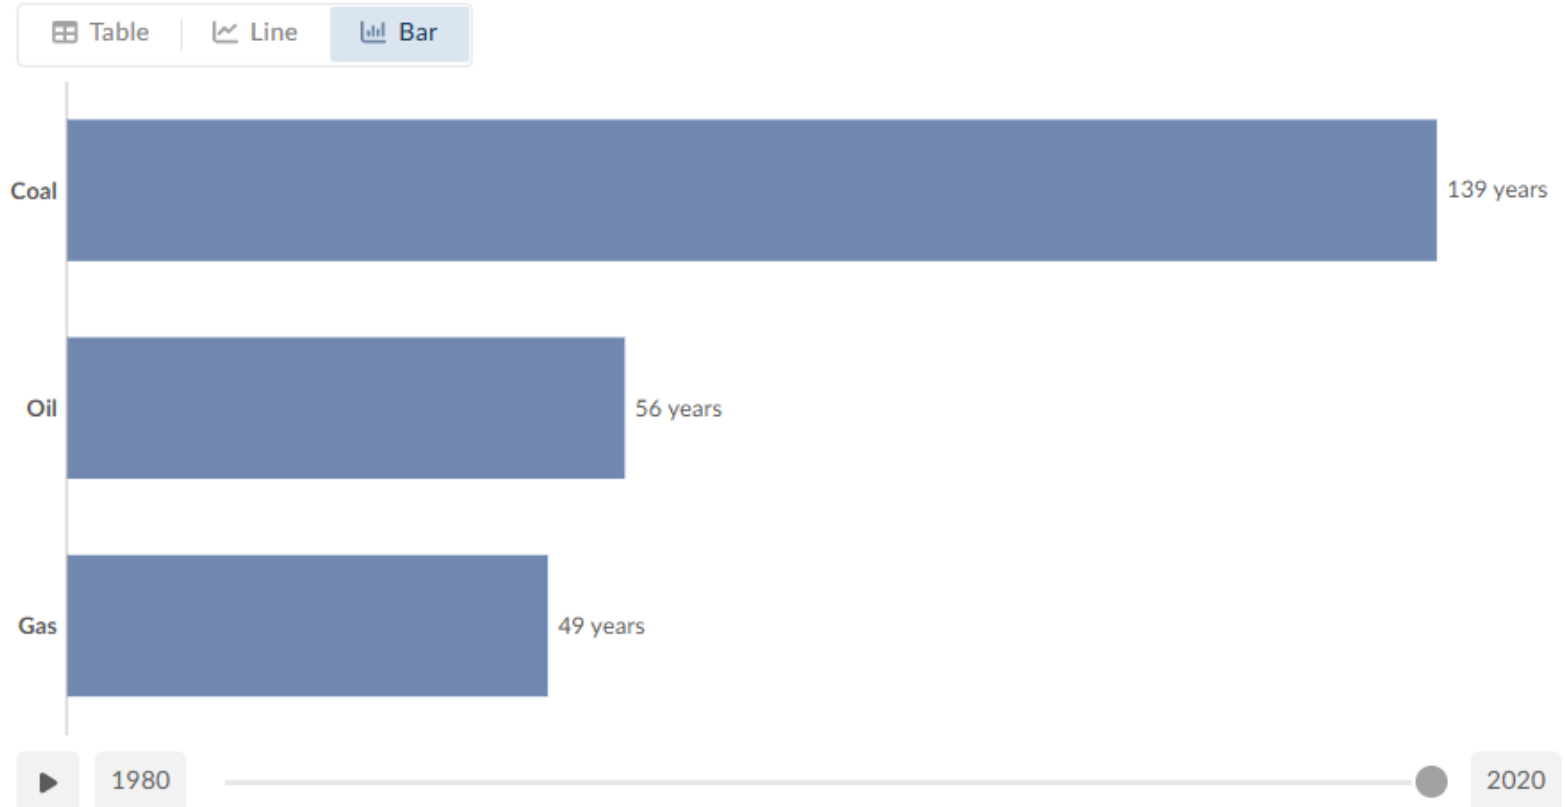 Table Line Bar
Coal 139 years
Oil 56 years
Gas 49 years
1980 2020